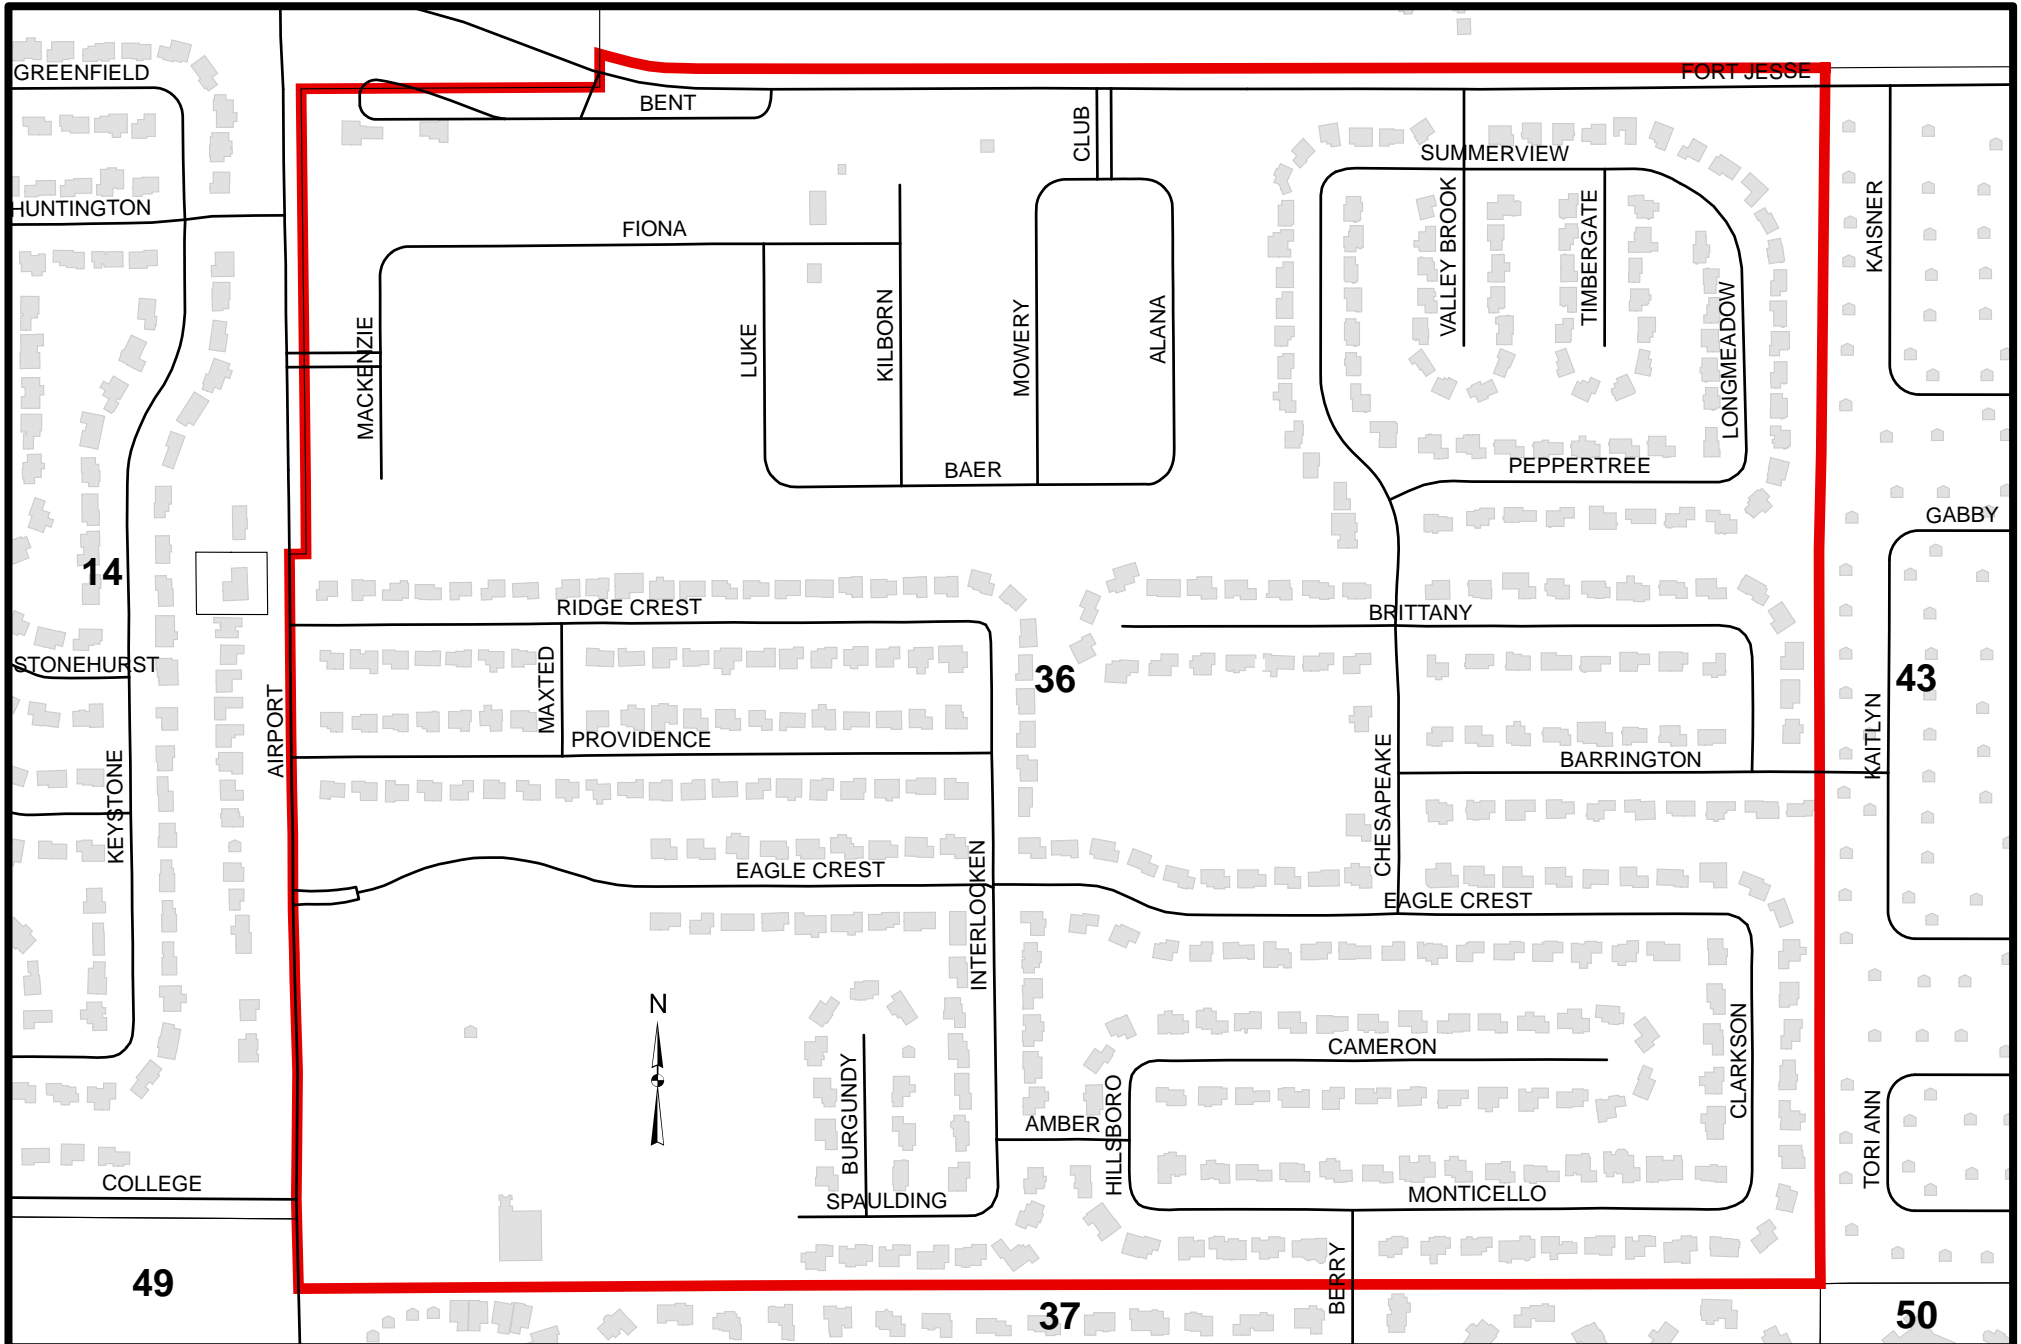 FORT JESSE
GREENFIELD
BENT
CLUB
SUMMERVIEW
HUNTINGTON
FIONA
VALLEY BROOK
TIMBERGATE
KAISNER
MACKENZIE
LUKE
KILBORN
MOWERY
ALANA
LONGMEADOW
BAER
PEPPERTREE
GABBY
14
RIDGE CREST
BRITTANY
STONEHURST
MAXTED
36
43
AIRPORT
PROVIDENCE
KAITLYN
KEYSTONE
CHESAPEAKE
BARRINGTON
EAGLE CREST
INTERLOCKEN
EAGLE CREST
N
CAMERON
CLARKSON
BURGUNDY
AMBER
HILLSBORO
TORI ANN
COLLEGE
SPAULDING
MONTICELLO
BERRY
49
37
50